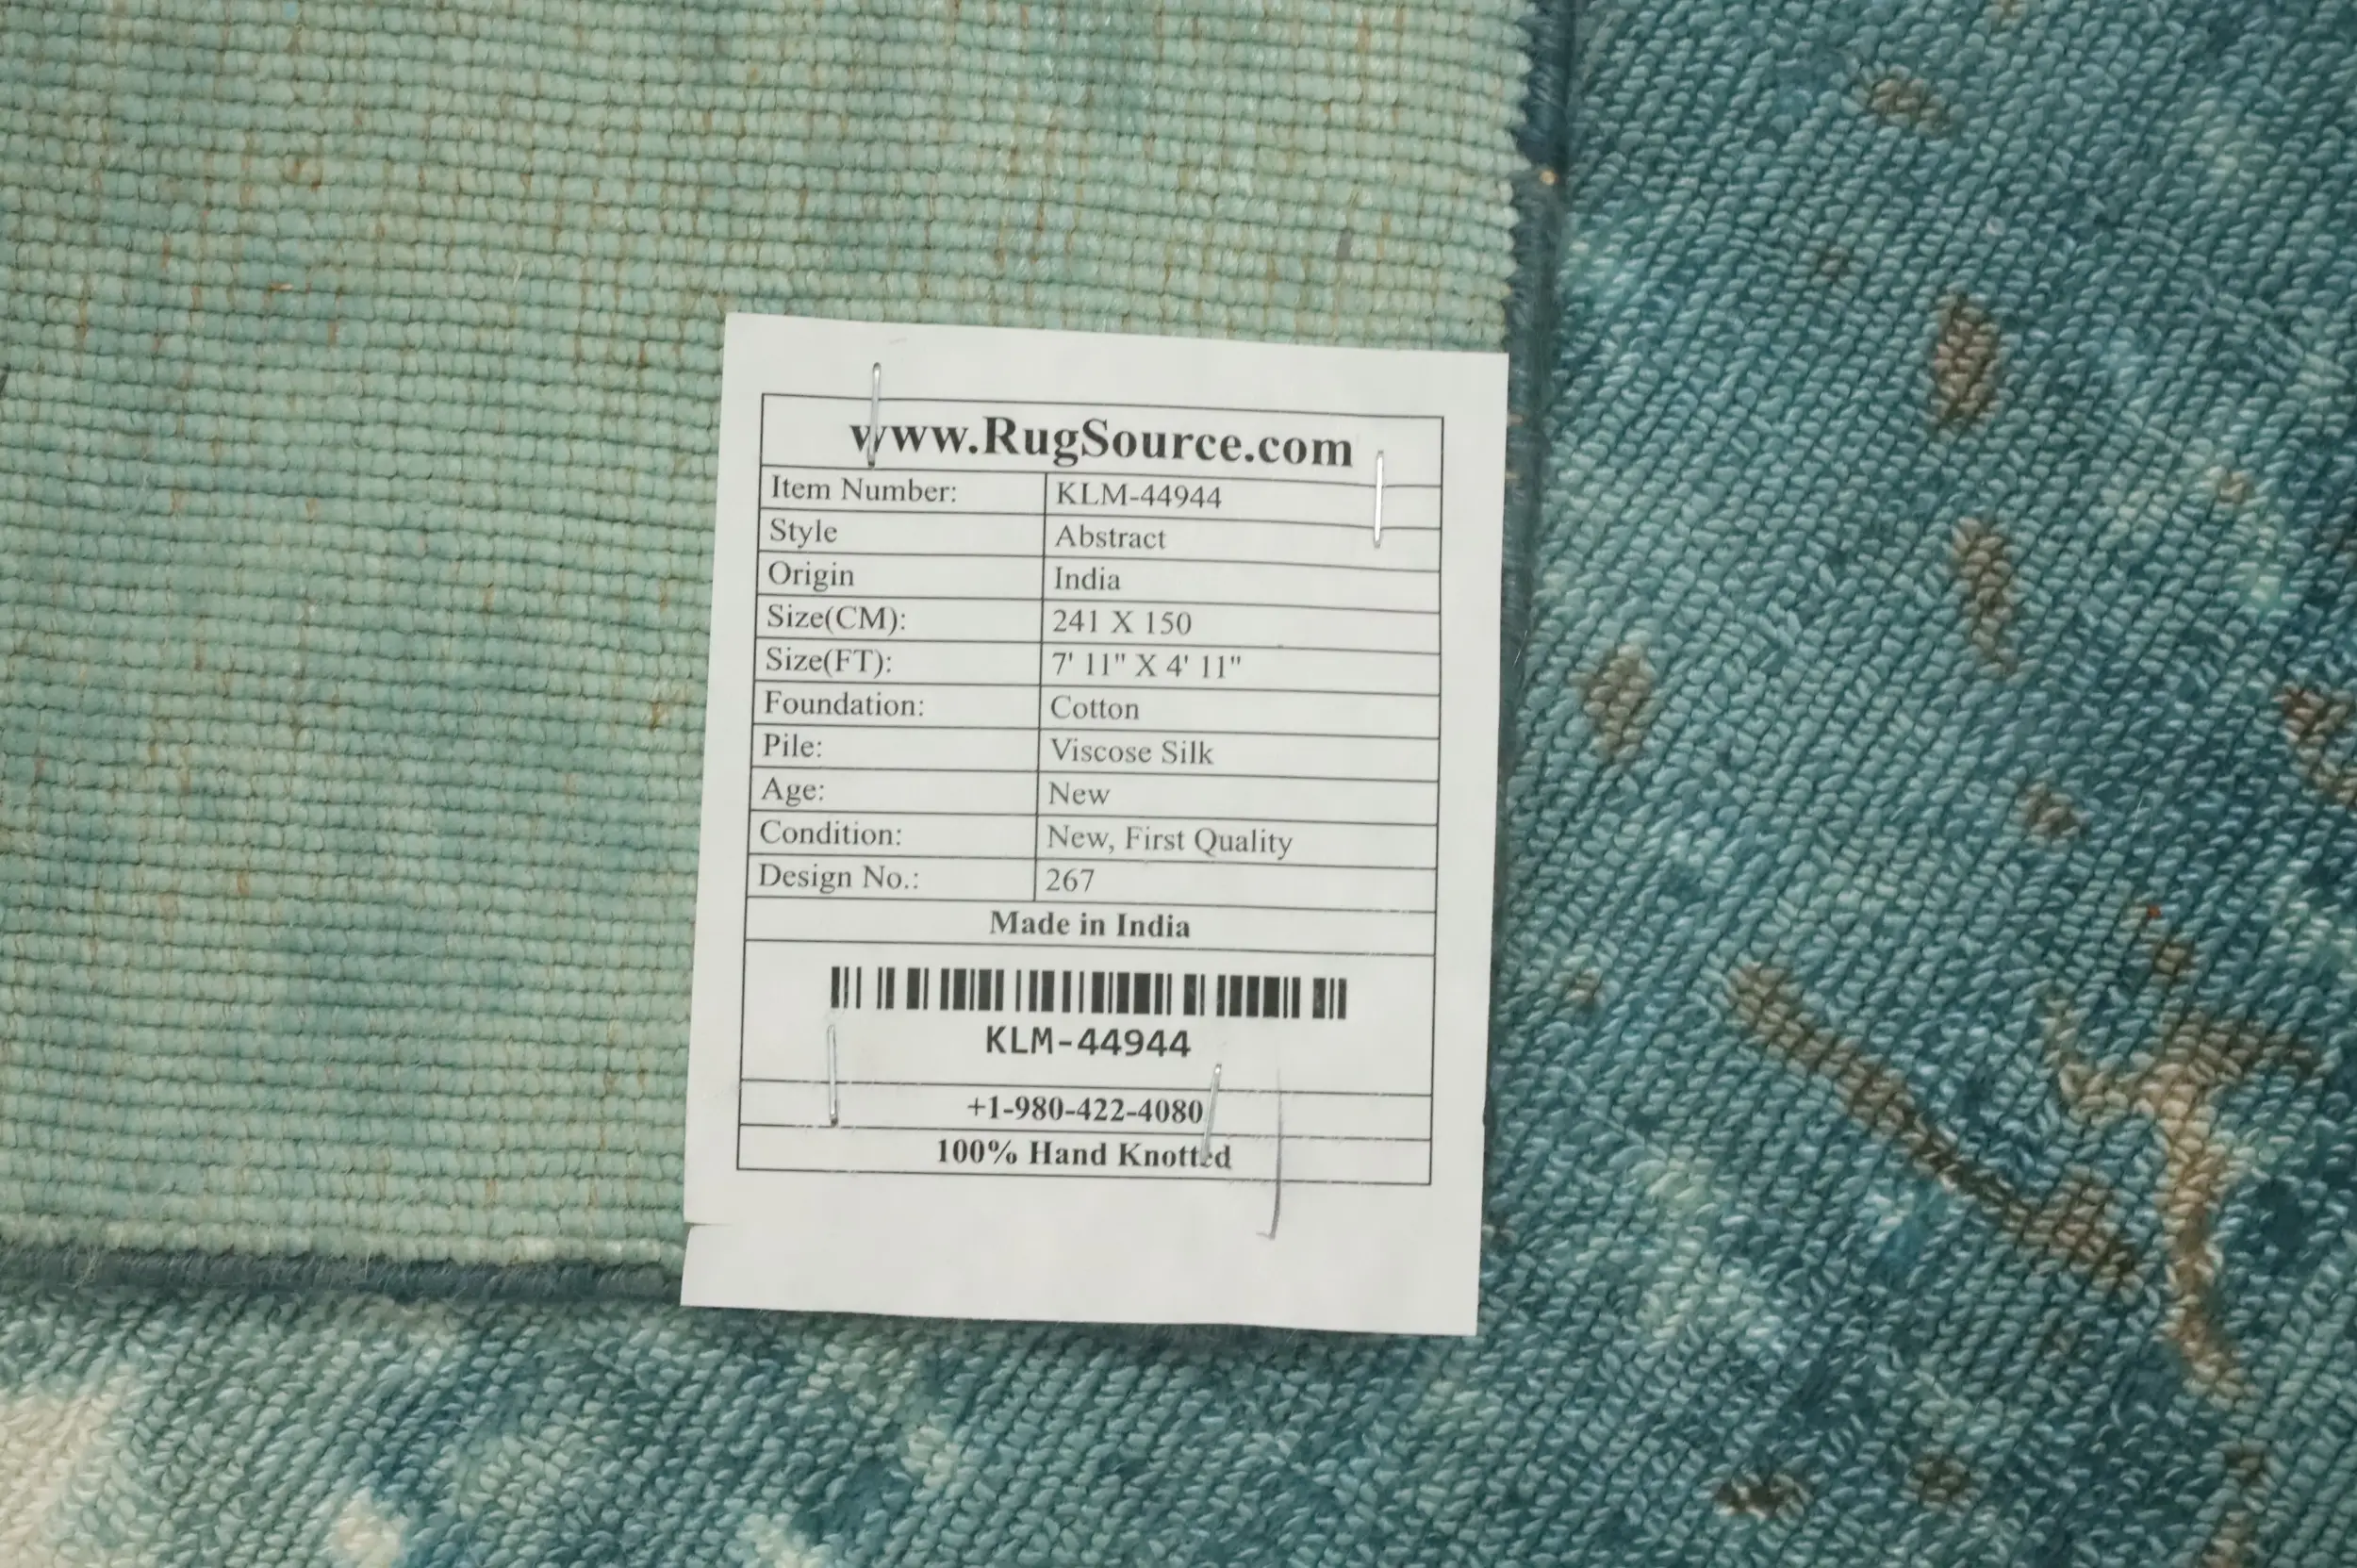 www.RugSource.com
Item Number: KLM-44944
Style Abstract
Origin India
Size(CM): 241 X 150
Size(FT): 7' 11" X 4' 11"
Foundation: Cotton
Pile: Viscose Silk
Age: New
Condition: New, First Quality
Design No.: 267
Made in India
KLM-44944
+1-980-422-4080
100% Hand Knotted